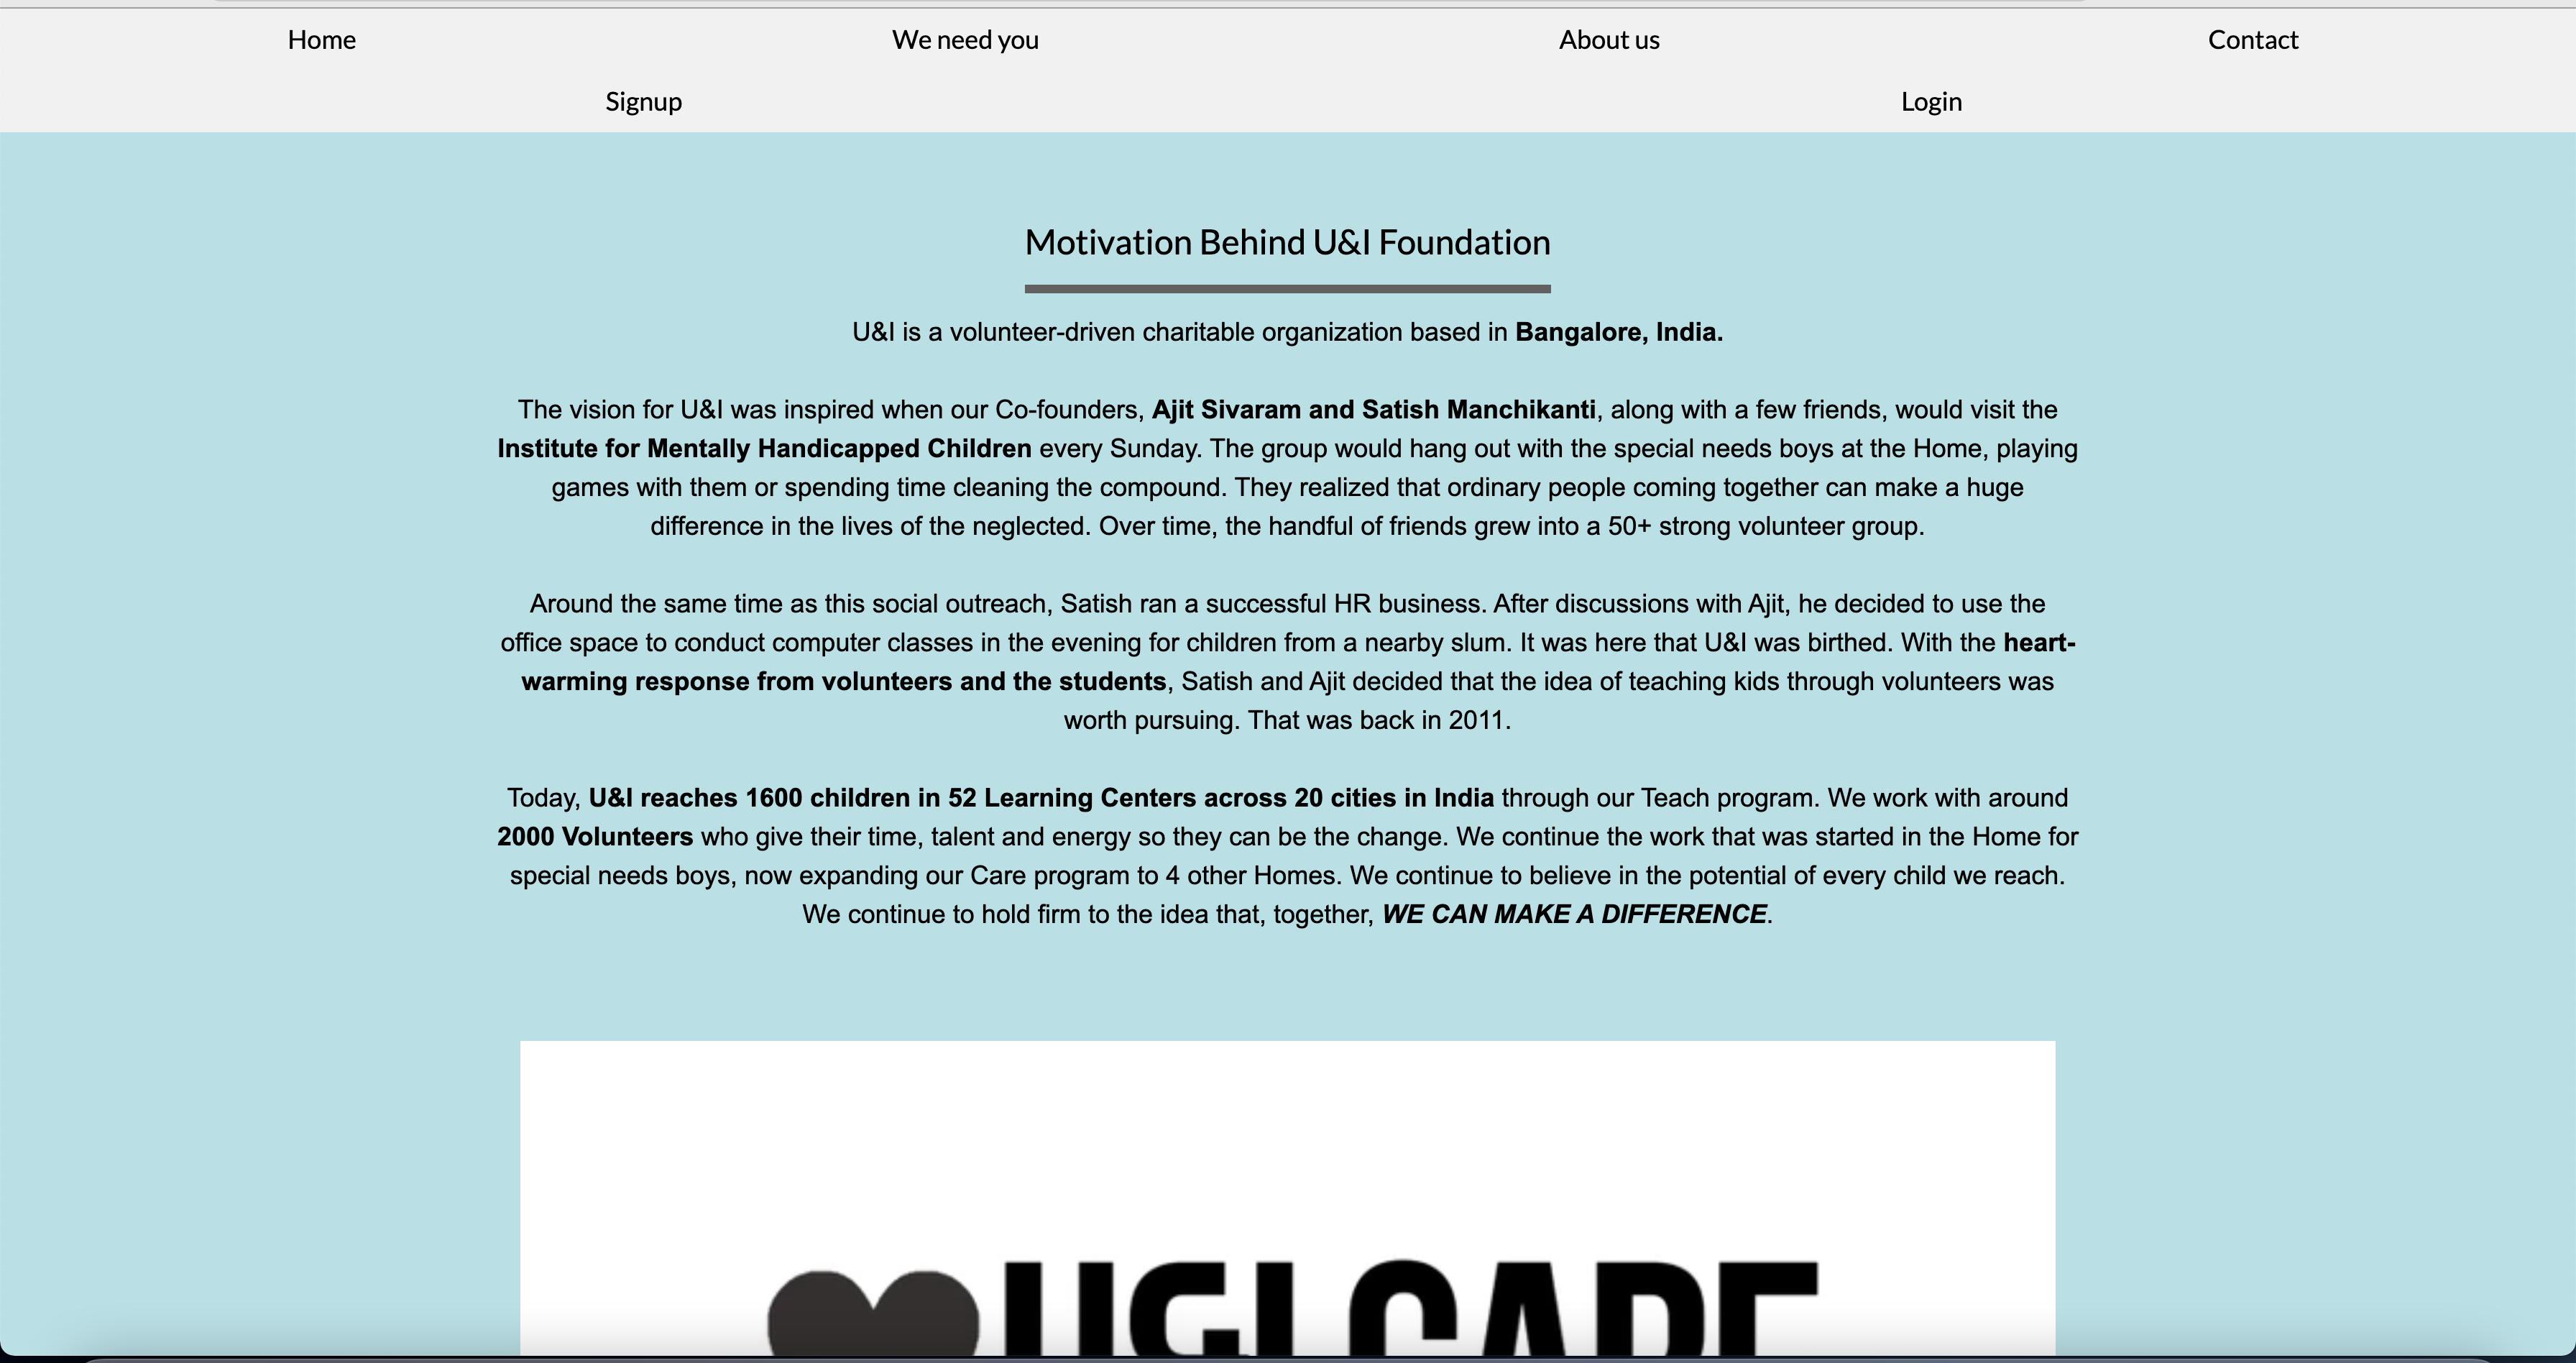 Home We need you About us Contact
Signup Login
Motivation Behind U&I Foundation
U&I is a volunteer-driven charitable organization based in Bangalore, India.
The vision for U&I was inspired when our Co-founders, Ajit Sivaram and Satish Manchikanti, along with a few friends, would visit the
Institute for Mentally Handicapped Children every Sunday. The group would hang out with the special needs boys at the Home, playing
games with them or spending time cleaning the compound. They realized that ordinary people coming together can make a huge
difference in the lives of the neglected. Over time, the handful of friends grew into a 50+ strong volunteer group.
Around the same time as this social outreach, Satish ran a successful HR business. After discussions with Ajit, he decided to use the
office space to conduct computer classes in the evening for children from a nearby slum. It was here that U&I was birthed. With the heart-
warming response from volunteers and the students, Satish and Ajit decided that the idea of teaching kids through volunteers was
worth pursuing. That was back in 2011.
Today, U&I reaches 1600 children in 52 Learning Centers across 20 cities in India through our Teach program. We work with around
2000 Volunteers who give their time, talent and energy so they can be the change. We continue the work that was started in the Home for
special needs boys, now expanding our Care program to 4 other Homes. We continue to believe in the potential of every child we reach.
We continue to hold firm to the idea that, together, WE CAN MAKE A DIFFERENCE.
U&I CARE